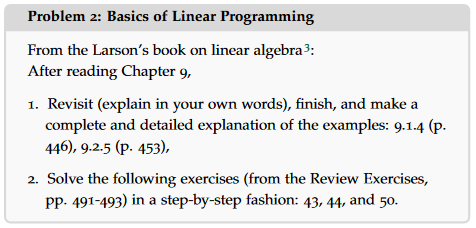 Problem 2: Basics of Linear Programming
From the Larson's book on linear algebra³:
After reading Chapter 9,
1. Revisit (explain in your own words), finish, and make a
complete and detailed explanation of the examples: 9.1.4 (p.
446), 9.2.5 (p. 453),
2. Solve the following exercises (from the Review Exercises,
pp. 491-493) in a step-by-step fashion: 43, 44, and 50.